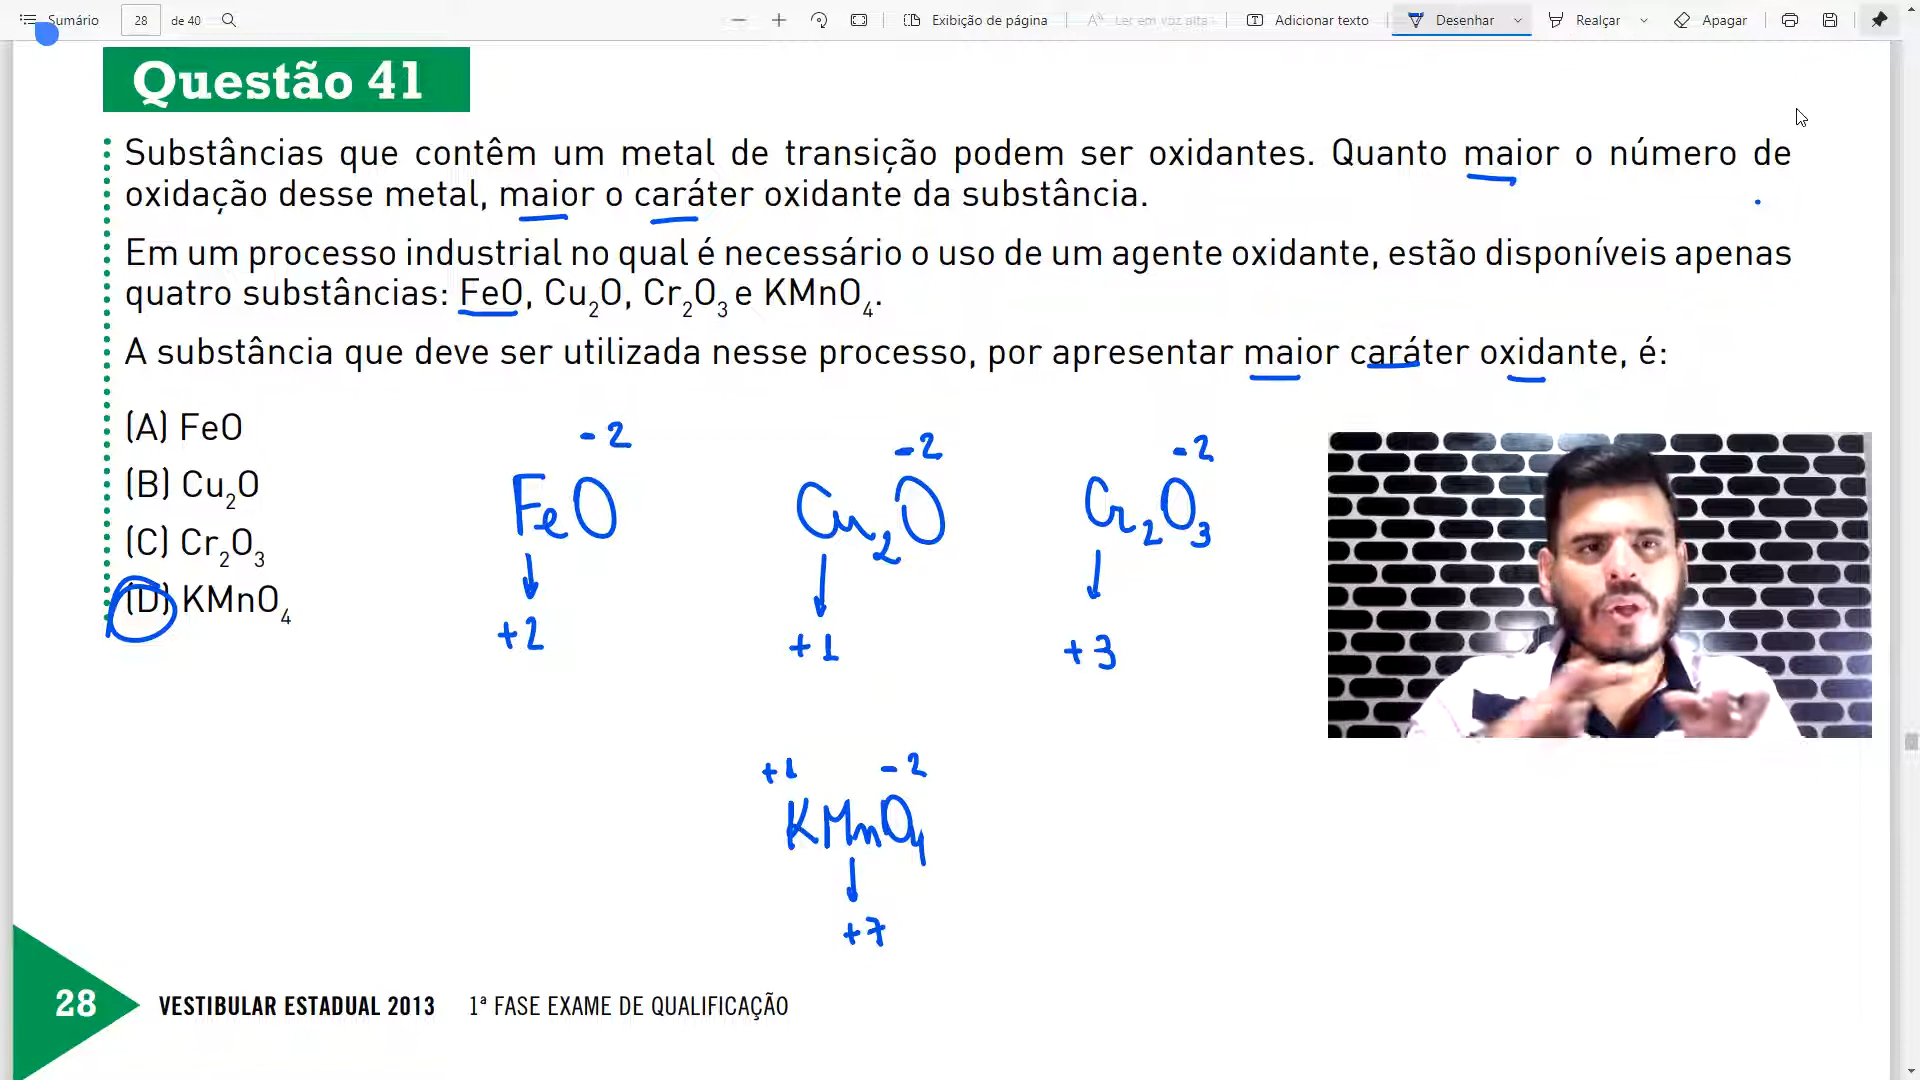 Sumário 28 de 40 Exibição de página Ler em voz alta Adicionar texto Desenhar Realçar Apagar
Questão 41
Substâncias que contêm um metal de transição podem ser oxidantes. Quanto maior o número de
oxidação desse metal, maior o caráter oxidante da substância.
Em um processo industrial no qual é necessário o uso de um agente oxidante, estão disponíveis apenas
quatro substâncias: FeO, Cu₂O, Cr₂O₃ e KMnO₄.
A substância que deve ser utilizada nesse processo, por apresentar maior caráter oxidante, é:
(A) FeO
(B) Cu₂O
(C) Cr₂O₃
(D) KMnO₄
-2 -2 -2
FeO Cu₂O Cr₂O₃
+2 +1 +3
+1 -2
KMnO₄
+7
28 VESTIBULAR ESTADUAL 2013 1ª FASE EXAME DE QUALIFICAÇÃO